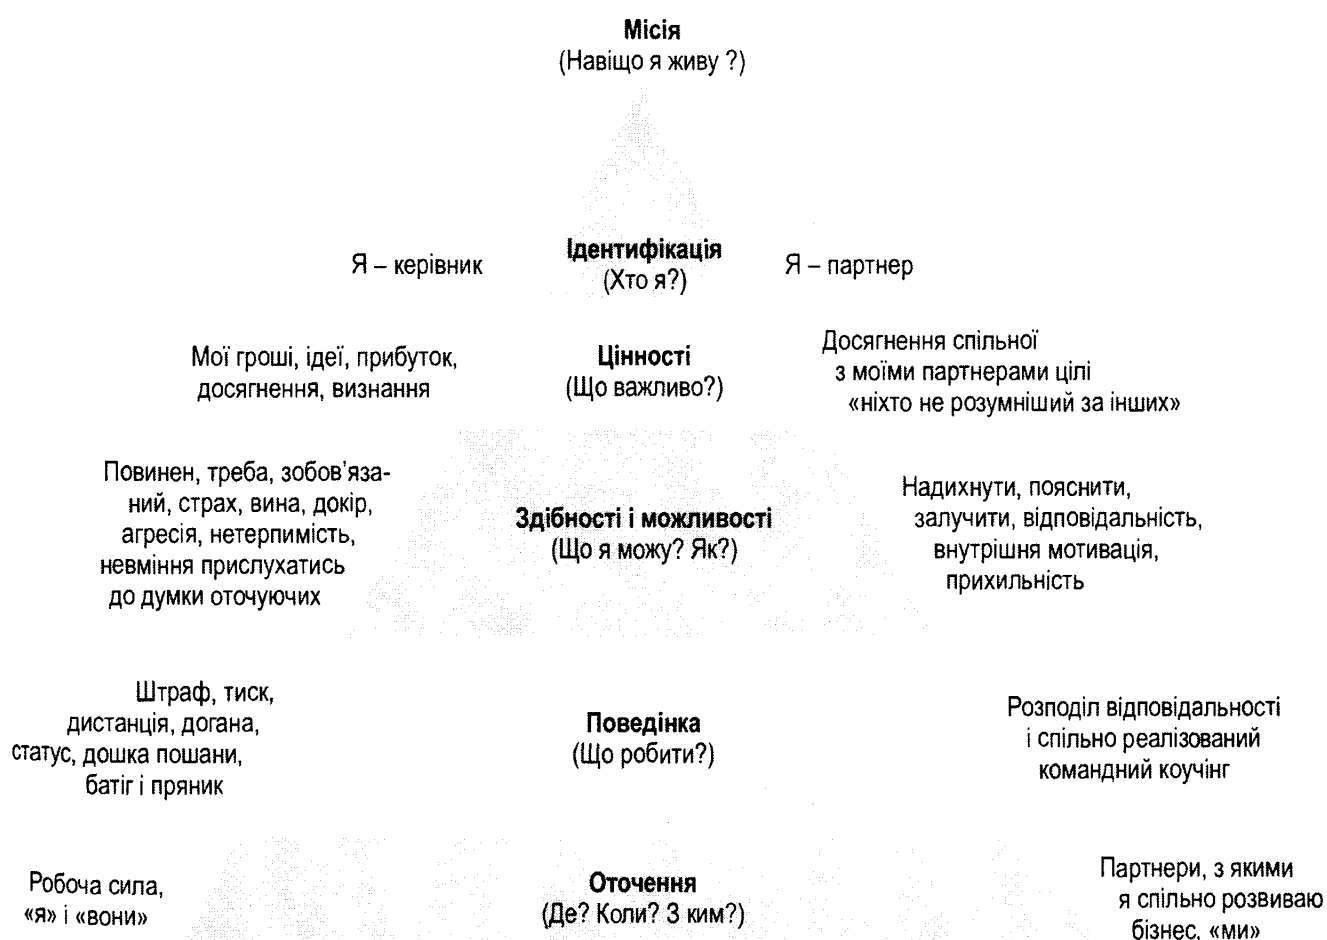 Місія
(Навіщо я живу ?)
Я – керівник
Ідентифікація
(Хто я?)
Я – партнер
Мої гроші, ідеї, прибуток,
досягнення, визнання
Цінності
(Що важливо?)
Досягнення спільної
з моїми партнерами цілі
«ніхто не розумніший за інших»
Повинен, треба, зобов’яза-
ний, страх, вина, докір,
агресія, нетерпимість,
невміння прислухатись
до думки оточуючих
Здібності і можливості
(Що я можу? Як?)
Надихнути, пояснити,
залучити, відповідальність,
внутрішня мотивація,
прихильність
Штраф, тиск,
дистанція, догана,
статус, дошка пошани,
батіг і пряник
Поведінка
(Що робити?)
Розподіл відповідальності
і спільно реалізований
командний коучінг
Робоча сила,
«я» і «вони»
Оточення
(Де? Коли? З ким?)
Партнери, з якими
я спільно розвиваю
бізнес, «ми»